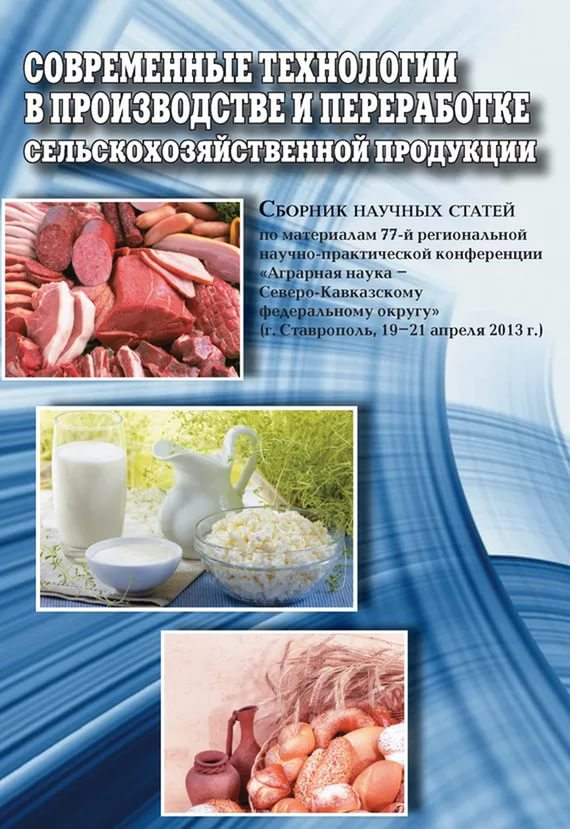 СОВРЕМЕННЫЕ ТЕХНОЛОГИИ
В ПРОИЗВОДСТВЕ И ПЕРЕРАБОТКЕ
СЕЛЬСКОХОЗЯЙСТВЕННОЙ ПРОДУКЦИИ
СБОРНИК НАУЧНЫХ СТАТЕЙ
по материалам 77-й региональной
научно-практической конференции
«Аграрная наука –
Северо-Кавказскому
федеральному округу»
(г. Ставрополь, 19–21 апреля 2013 г.)